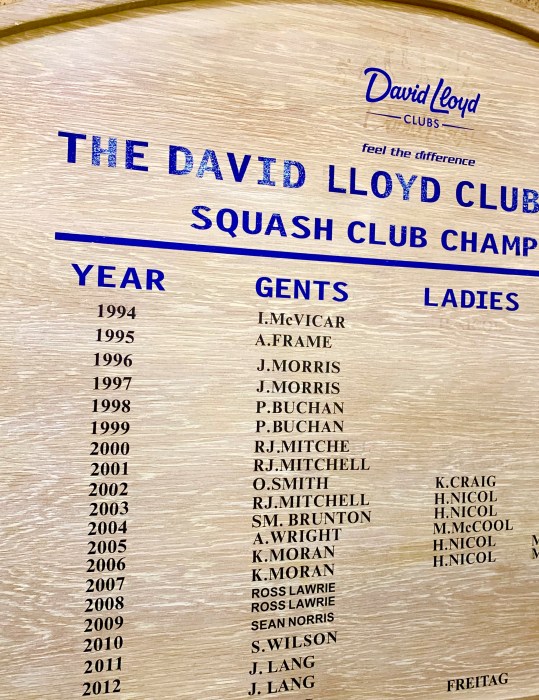 David Lloyd
CLUBS
feel the difference
THE DAVID LLOYD CLUB
SQUASH CLUB CHAMP
YEAR GENTS LADIES
1994 I.McVICAR
1995 A.FRAME
1996 J.MORRIS
1997 J.MORRIS
1998 P.BUCHAN
1999 P.BUCHAN
2000 RJ.MITCHE
2001 RJ.MITCHELL
2002 O.SMITH K.CRAIG
2003 RJ.MITCHELL H.NICOL
2004 SM. BRUNTON H.NICOL
2005 A.WRIGHT M.McCOOL
2006 K.MORAN H.NICOL M
2007 K.MORAN H.NICOL M
ROSS LAWRIE
2008 ROSS LAWRIE
2009 SEAN NORRIS
2010 S.WILSON
2011 J. LANG
2012 J. LANG FREITAG